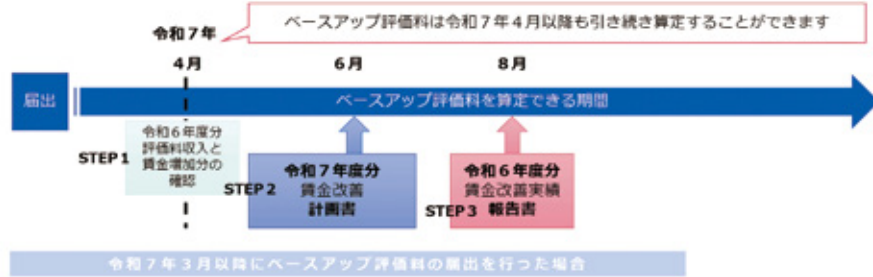 ベースアップ評価料は令和7年4月以降も引き続き算定することができます
令和7年
4月
6月
8月
届出
ベースアップ評価料を算定できる期間
STEP1
令和6年度分
評価料収入と
賃金増加分の
確認
STEP2
令和7年度分
賃金改善
計画書
STEP3
令和6年度分
賃金改善実績
報告書
令和7年3月以降にベースアップ評価料の届出を行った場合